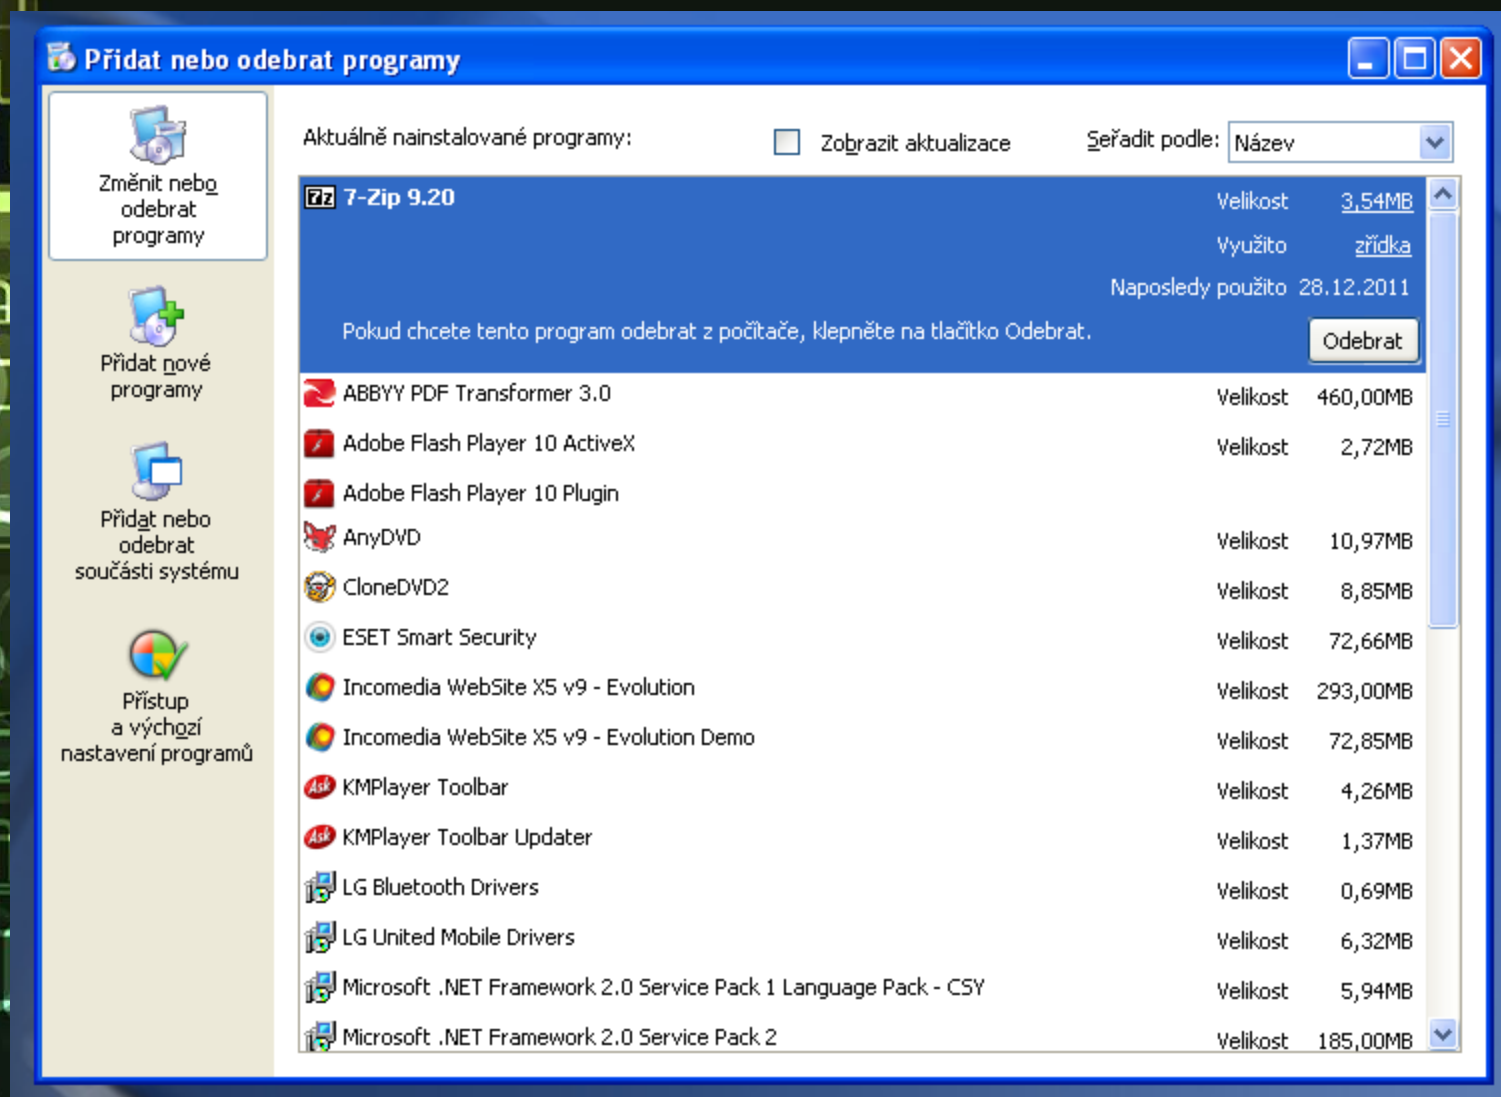 Přidat nebo odebrat programy
Změnit nebo
odebrat
programy
Přidat nové
programy
Přidat nebo
odebrat
součásti systému
Přístup
a výchozí
nastavení programů
Aktuálně nainstalované programy:
Zobrazit aktualizace
Seřadit podle: Název
7z 7-Zip 9.20 Velikost 3,54MB
Využito zřídka
Naposledy použito 28.12.2011
Pokud chcete tento program odebrat z počítače, klepněte na tlačítko Odebrat. Odebrat
ABBYY PDF Transformer 3.0 Velikost 460,00MB
Adobe Flash Player 10 ActiveX Velikost 2,72MB
Adobe Flash Player 10 Plugin
AnyDVD Velikost 10,97MB
CloneDVD2 Velikost 8,85MB
ESET Smart Security Velikost 72,66MB
Incomedia WebSite X5 v9 - Evolution Velikost 293,00MB
Incomedia WebSite X5 v9 - Evolution Demo Velikost 72,85MB
Ask KMPlayer Toolbar Velikost 4,26MB
Ask KMPlayer Toolbar Updater Velikost 1,37MB
LG Bluetooth Drivers Velikost 0,69MB
LG United Mobile Drivers Velikost 6,32MB
Microsoft .NET Framework 2.0 Service Pack 1 Language Pack - CSY Velikost 5,94MB
Microsoft .NET Framework 2.0 Service Pack 2 Velikost 185,00MB